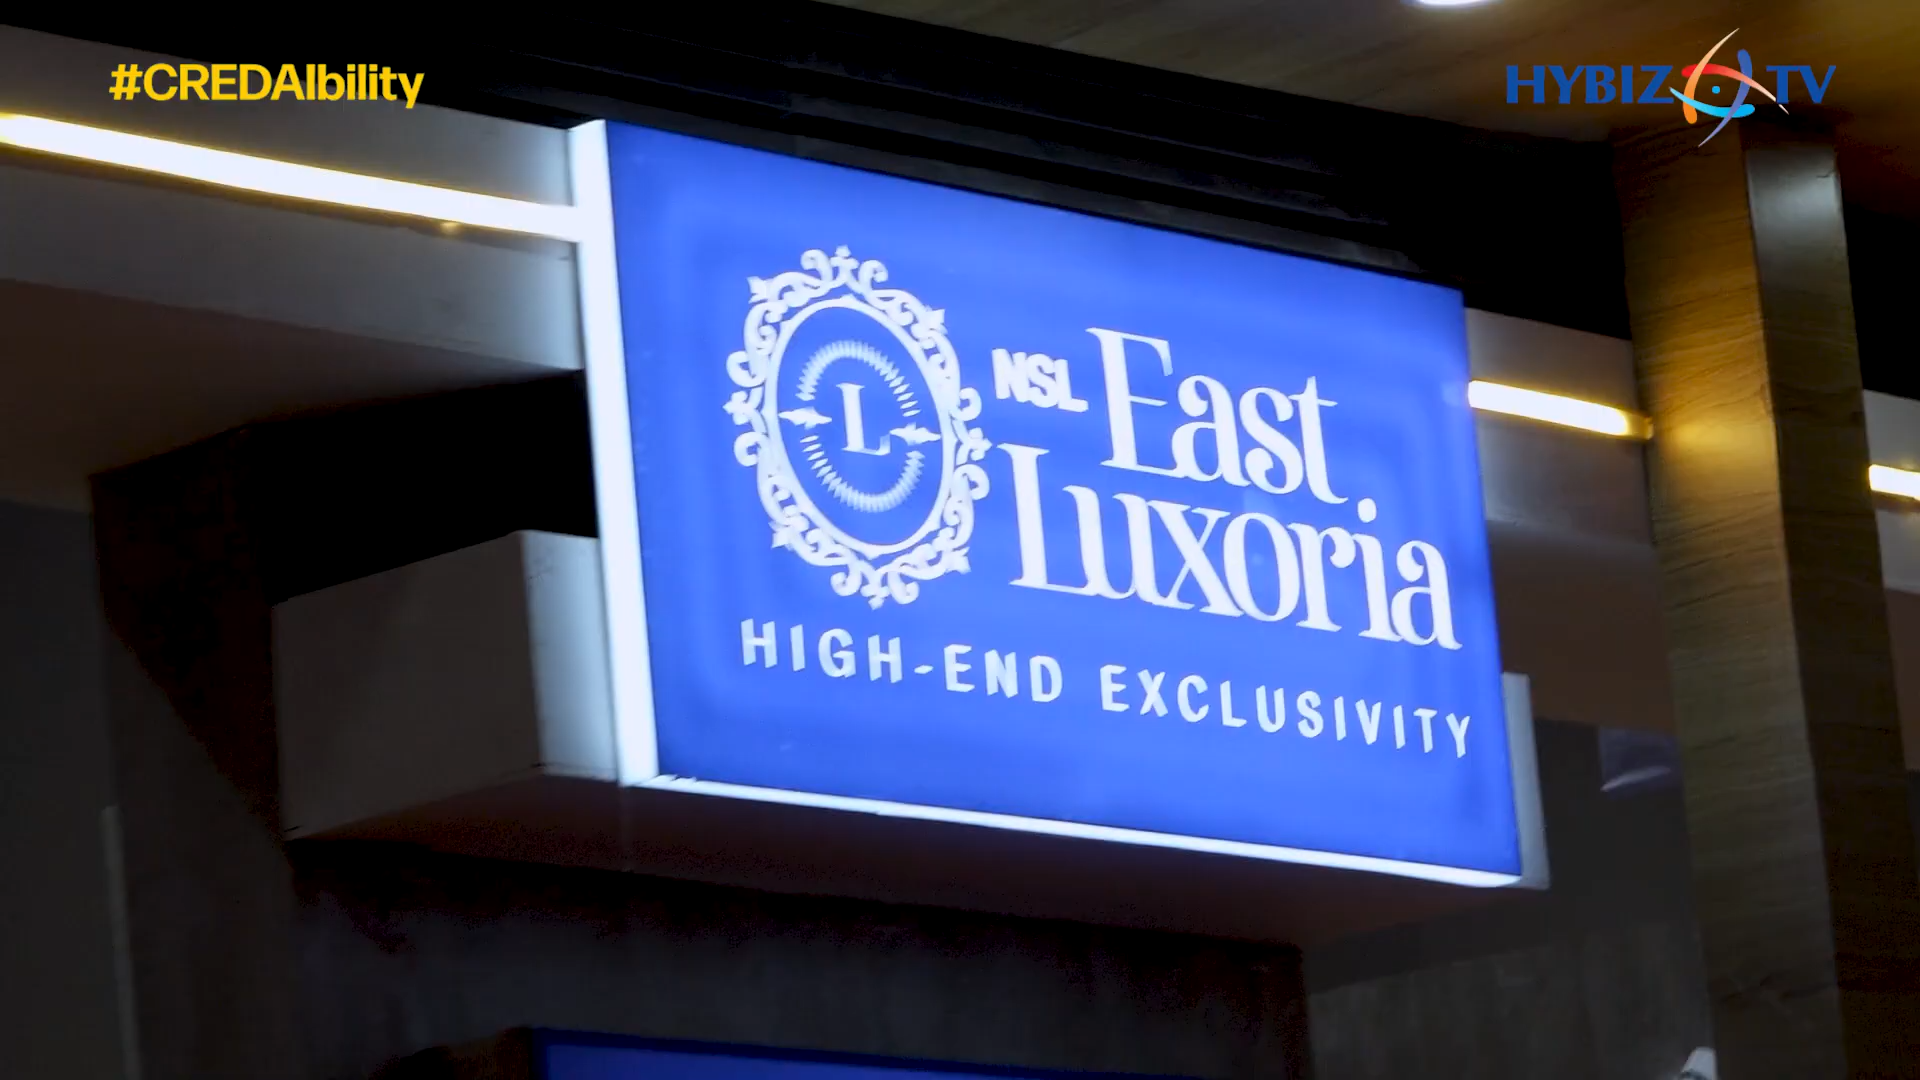 #CREDAIbility
HYBIZ TV
L
NSL East
Luxoria
HIGH-END EXCLUSIVITY